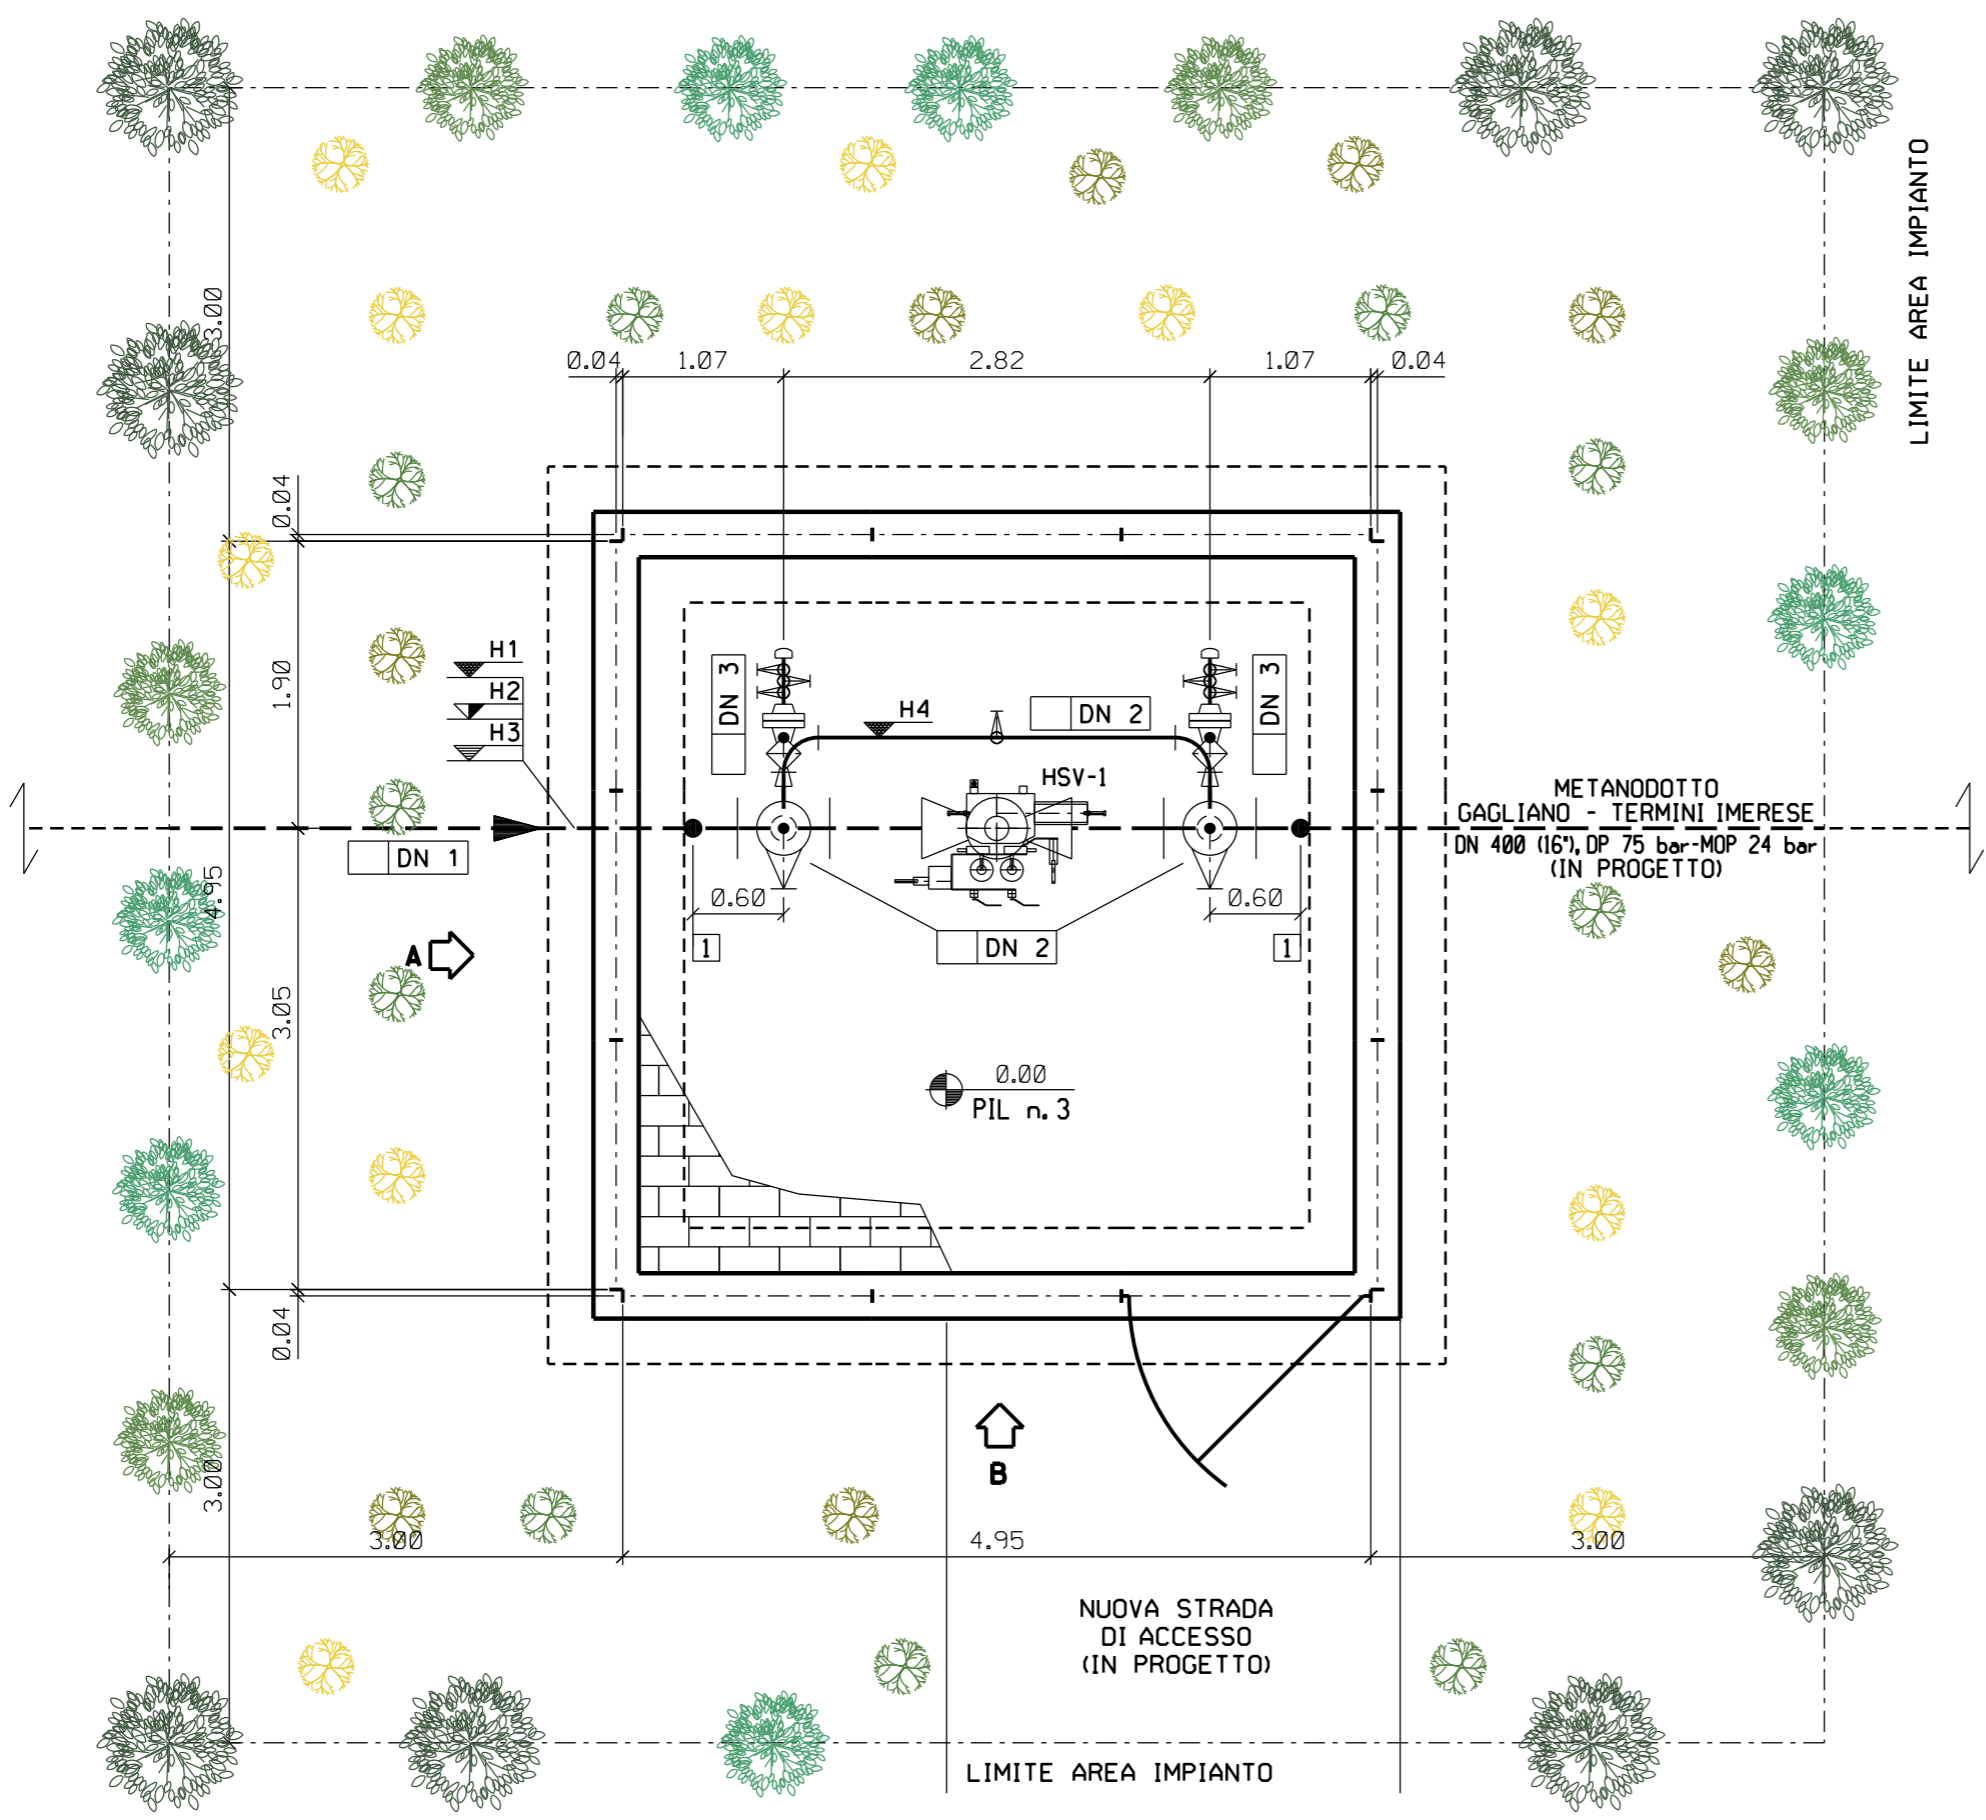 LIMITE AREA IMPIANTO
3.00
0.04
1.07
2.82
1.07
0.04
0.04
1.90
H1
H2
H3
DN 3
H4
DN 2
DN 3
HSV-1
METANODOTTO
GAGLIANO - TERMINI IMERESE
DN 400 (16"), DP 75 bar-MOP 24 bar
(IN PROGETTO)
DN 1
4.95
0.60
0.60
DN 2
1
1
A
3.05
0.00
PIL n.3
0.04
B
3.00
3.00
4.95
3.00
NUOVA STRADA
DI ACCESSO
(IN PROGETTO)
LIMITE AREA IMPIANTO